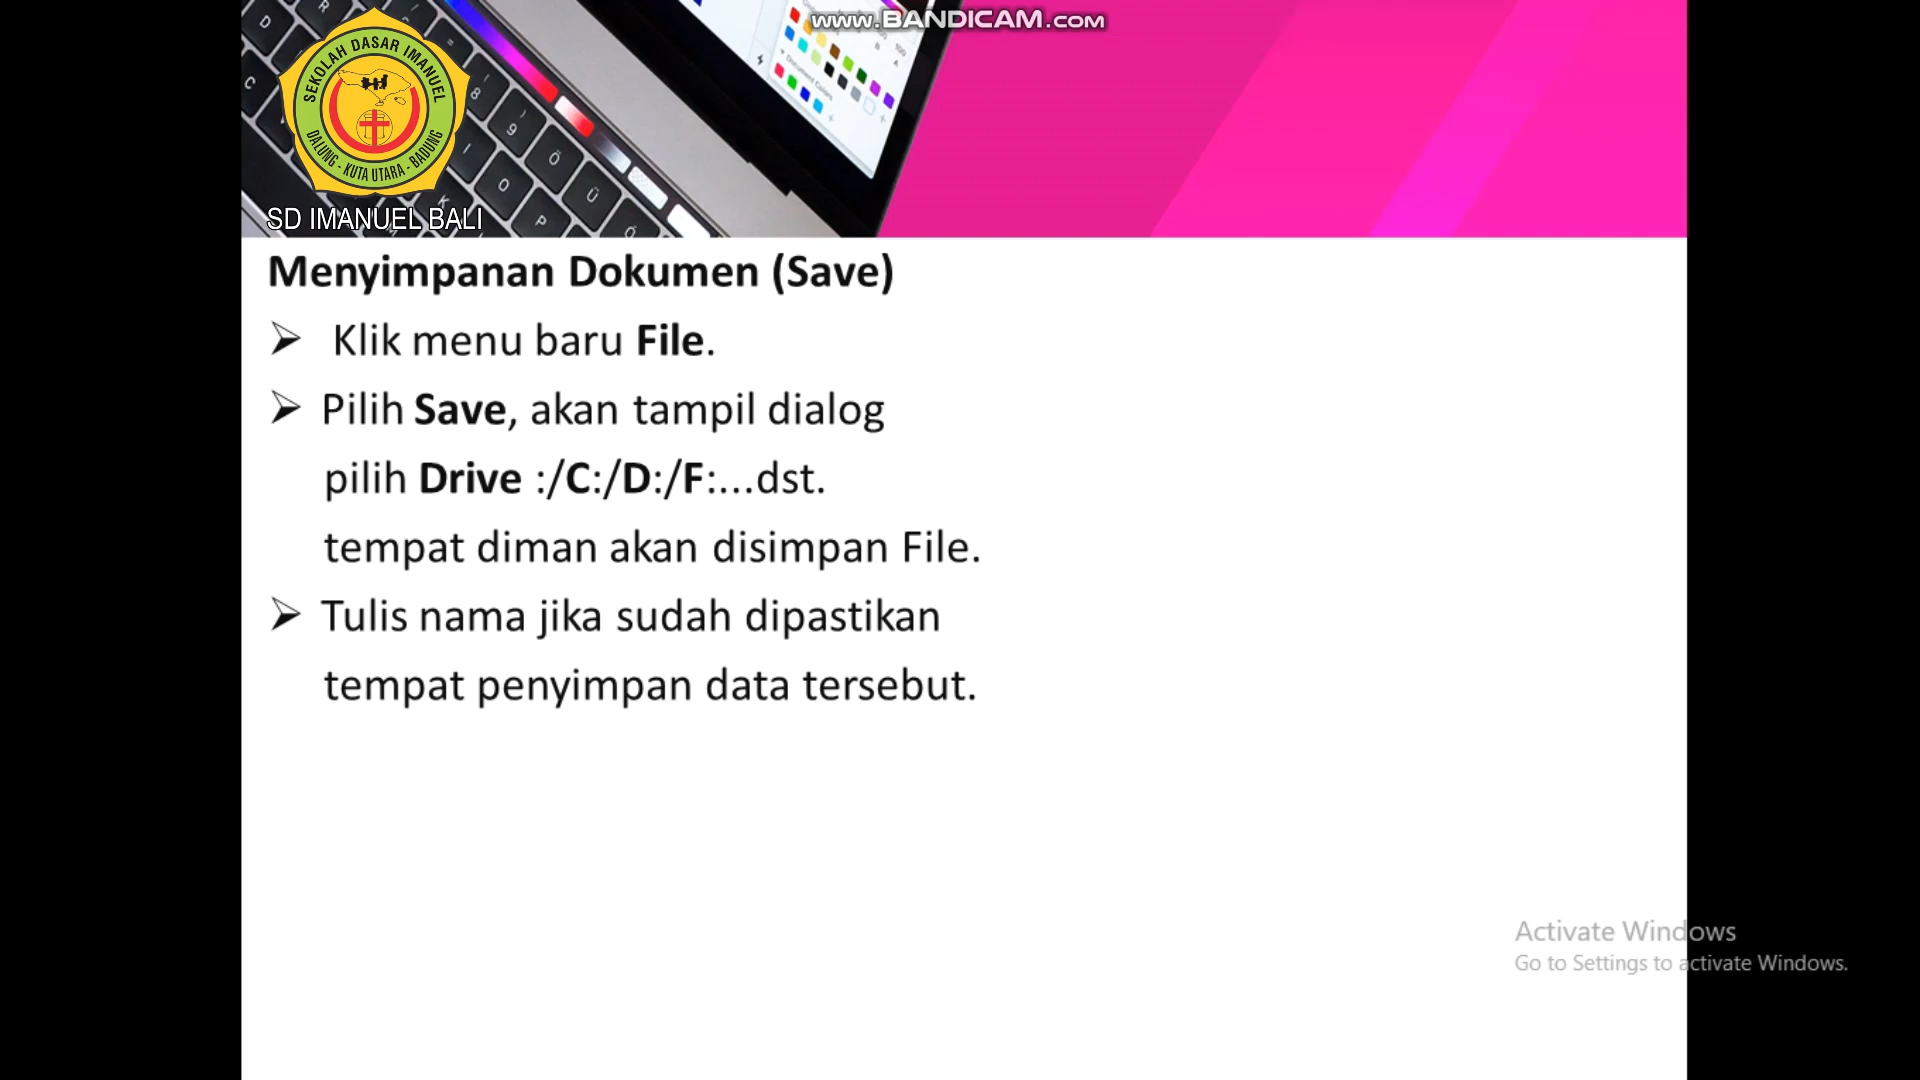 www.BANDICAM.com
SEKOLAH DASAR IMANUEL
DALUNG - KUTA UTARA - BADUNG
SD IMANUEL BALI
Menyimpanan Dokumen (Save)
➢ Klik menu baru File.
➢ Pilih Save, akan tampil dialog
pilih Drive :/C:/D:/F:...dst.
tempat diman akan disimpan File.
➢ Tulis nama jika sudah dipastikan
tempat penyimpan data tersebut.
Activate Windows
Go to Settings to activate Windows.